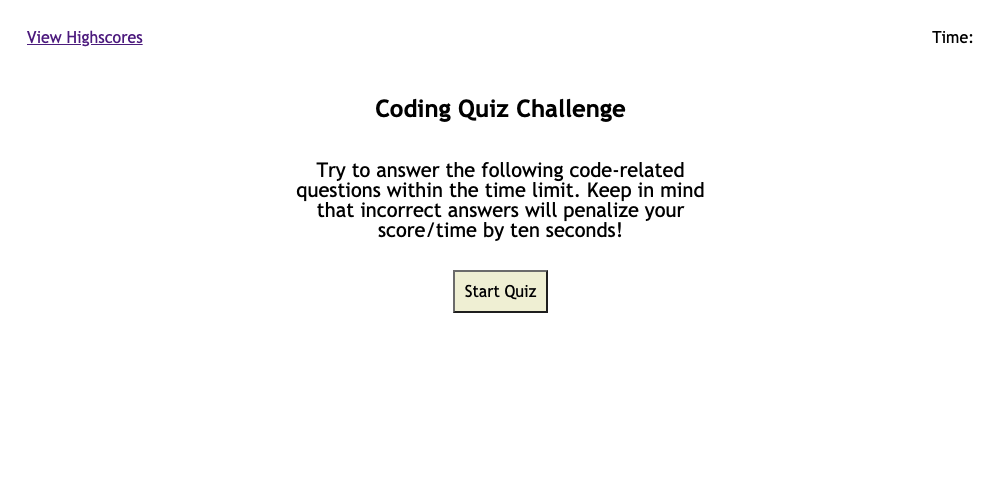 View Highscores
Time:
Coding Quiz Challenge
Try to answer the following code-related
questions within the time limit. Keep in mind
that incorrect answers will penalize your
score/time by ten seconds!
Start Quiz